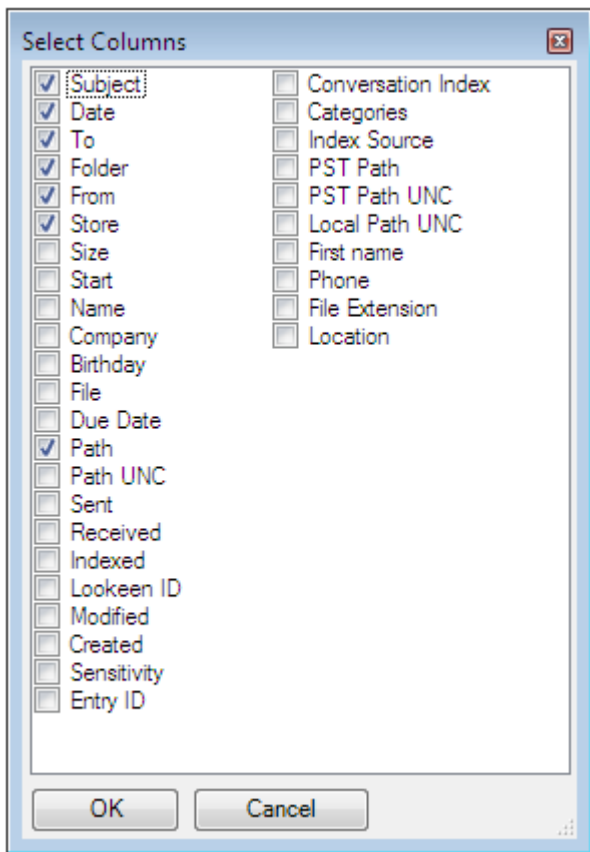 Select Columns
Subject
Date
To
Folder
From
Store
Size
Start
Name
Company
Birthday
File
Due Date
Path
Path UNC
Sent
Received
Indexed
Lookeen ID
Modified
Created
Sensitivity
Entry ID
Conversation Index
Categories
Index Source
PST Path
PST Path UNC
Local Path UNC
First name
Phone
File Extension
Location
OK
Cancel